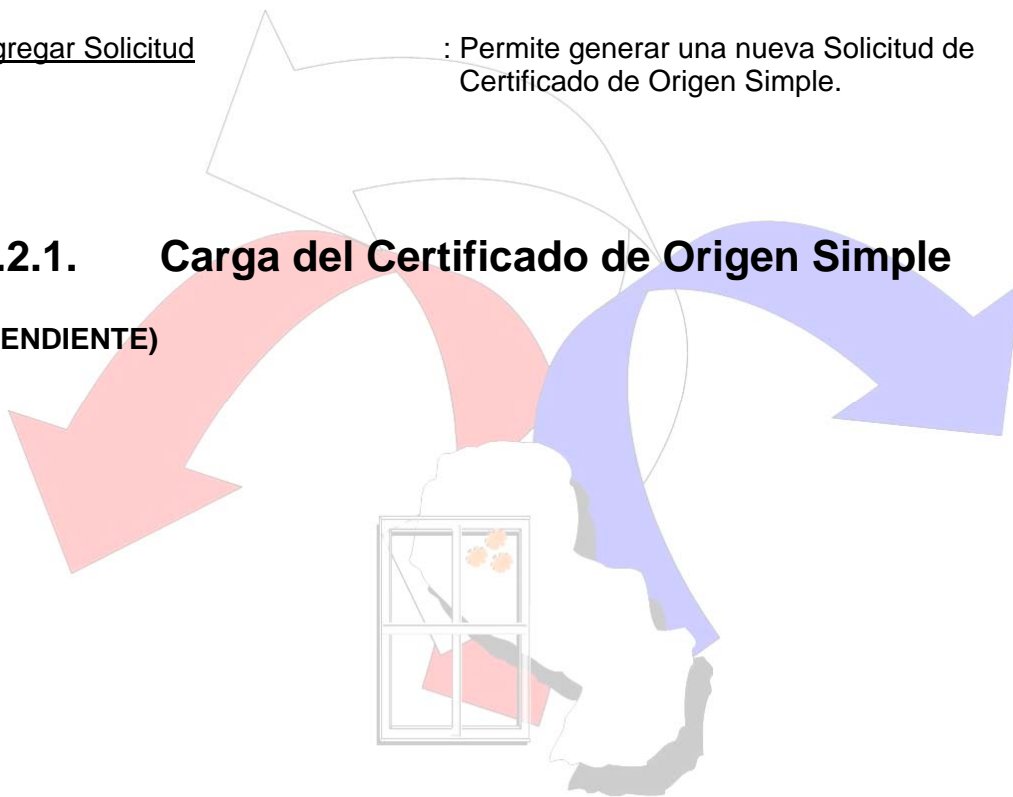 gregar Solicitud : Permite generar una nueva Solicitud de
Certificado de Origen Simple.
.2.1. Carga del Certificado de Origen Simple
ENDIENTE)